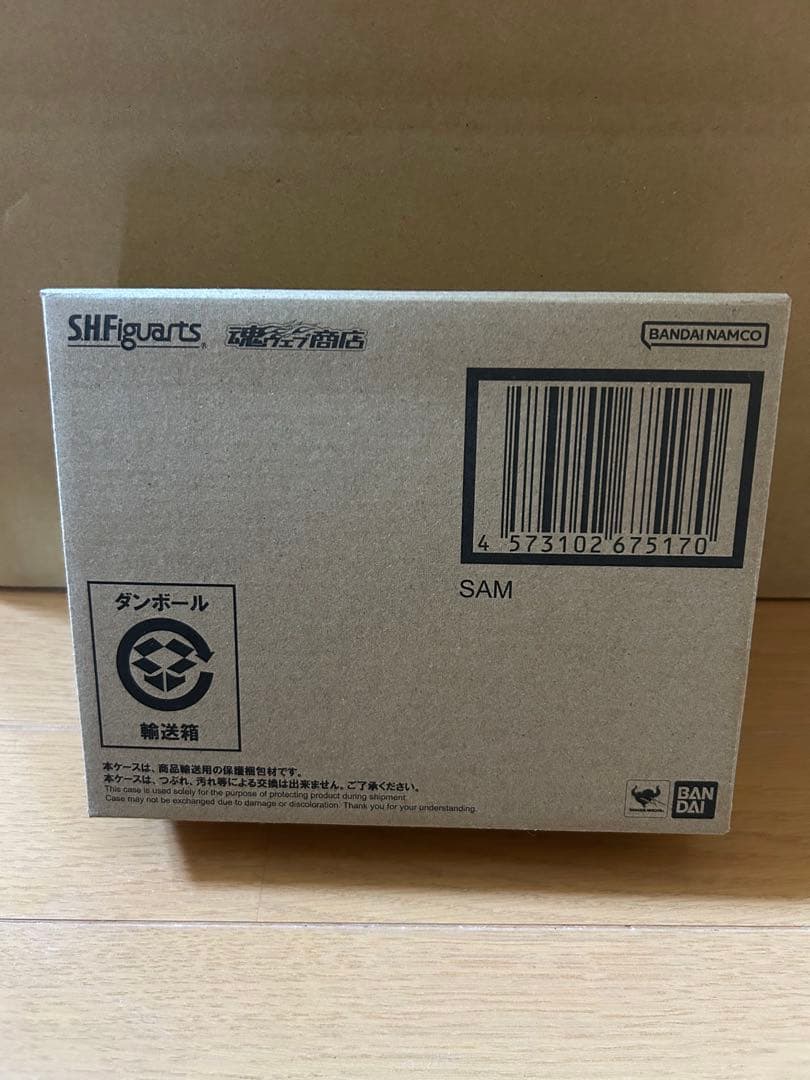 S.H.Figuarts
魂ウェブ商店
BANDAI NAMCO
4 573102 675170
SAM
ダンボール
輸送箱
本ケースは、商品輸送用の保護梱包材です。
本ケースは、つぶれ、汚れ等による交換は出来ません。ご了承ください。
This case is used solely for the purpose of protecting product during shipment.
Case may not be exchanged due to damage or discoloration. Thank you for your understanding.
BAN
DAI